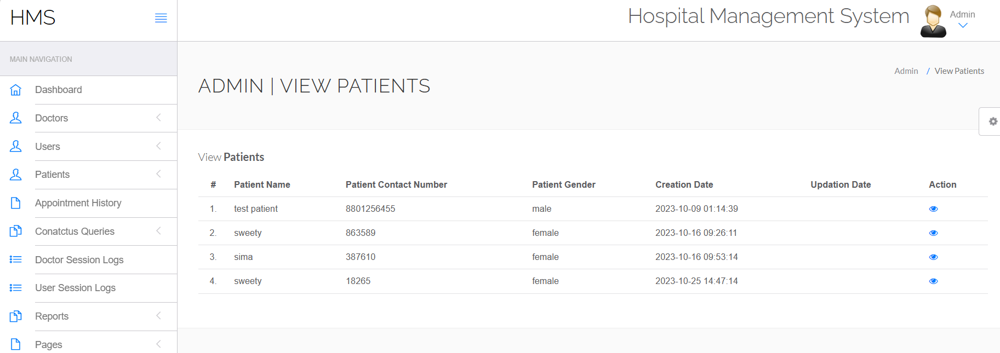 HMS
Hospital Management System
Admin
MAIN NAVIGATION
Dashboard
Doctors
Users
Patients
Appointment History
Conatctus Queries
Doctor Session Logs
User Session Logs
Reports
Pages
ADMIN | VIEW PATIENTS
Admin / View Patients
View Patients
# Patient Name Patient Contact Number Patient Gender Creation Date Updation Date Action
1. test patient 8801256455 male 2023-10-09 01:14:39
2. sweety 863589 female 2023-10-16 09:26:11
3. sima 387610 female 2023-10-16 09:53:14
4. sweety 18265 female 2023-10-25 14:47:14